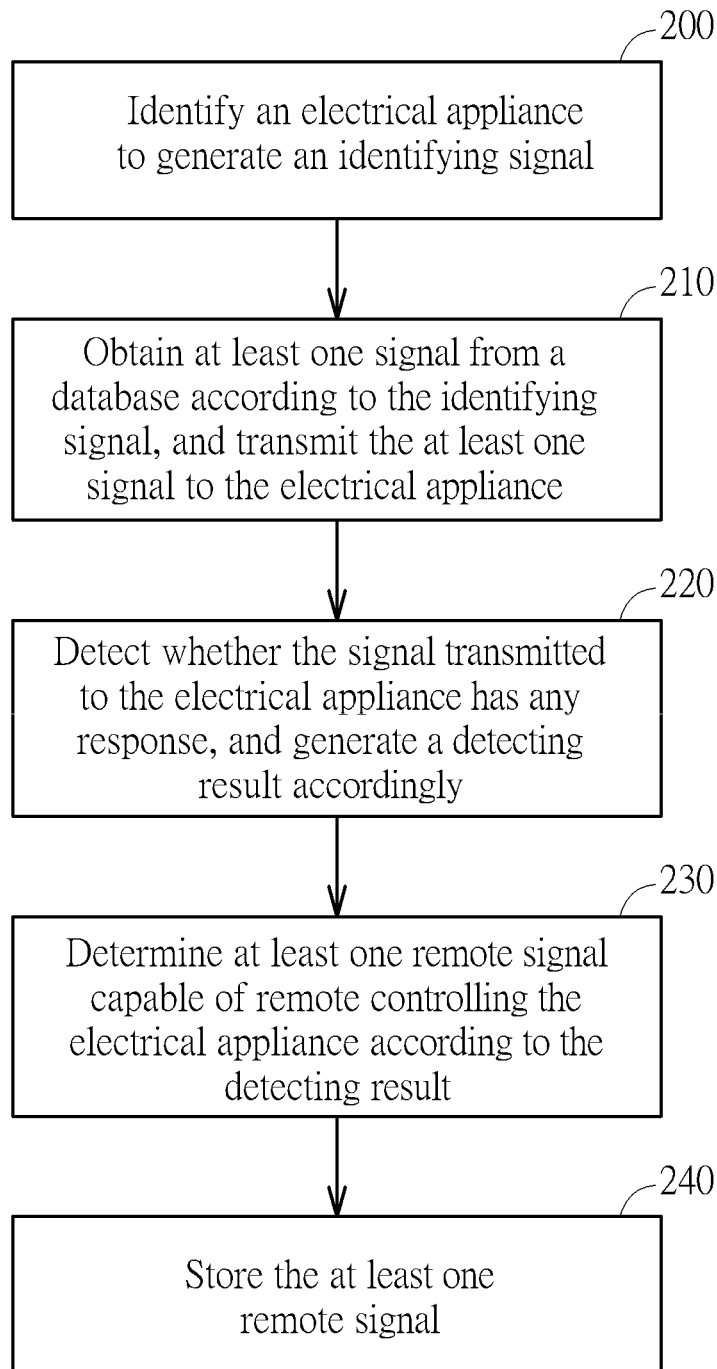 200
Identify an electrical appliance
to generate an identifying signal
210
Obtain at least one signal from a
database according to the identifying
signal, and transmit the at least one
signal to the electrical appliance
220
Detect whether the signal transmitted
to the electrical appliance has any
response, and generate a detecting
result accordingly
230
Determine at least one remote signal
capable of remote controlling the
electrical appliance according to the
detecting result
240
Store the at least one
remote signal